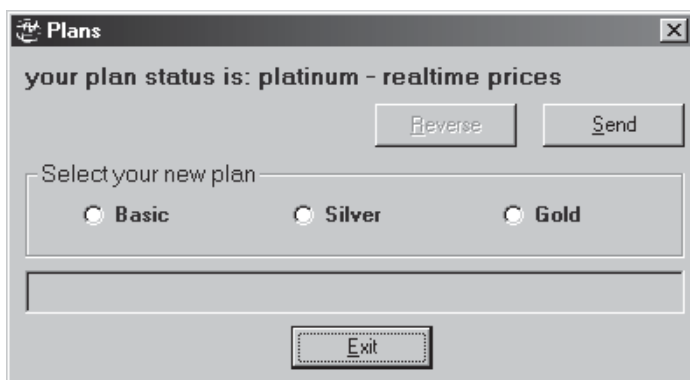 Plans
your plan status is: platinum - realtime prices
Reverse Send
Select your new plan
Basic Silver Gold
Exit